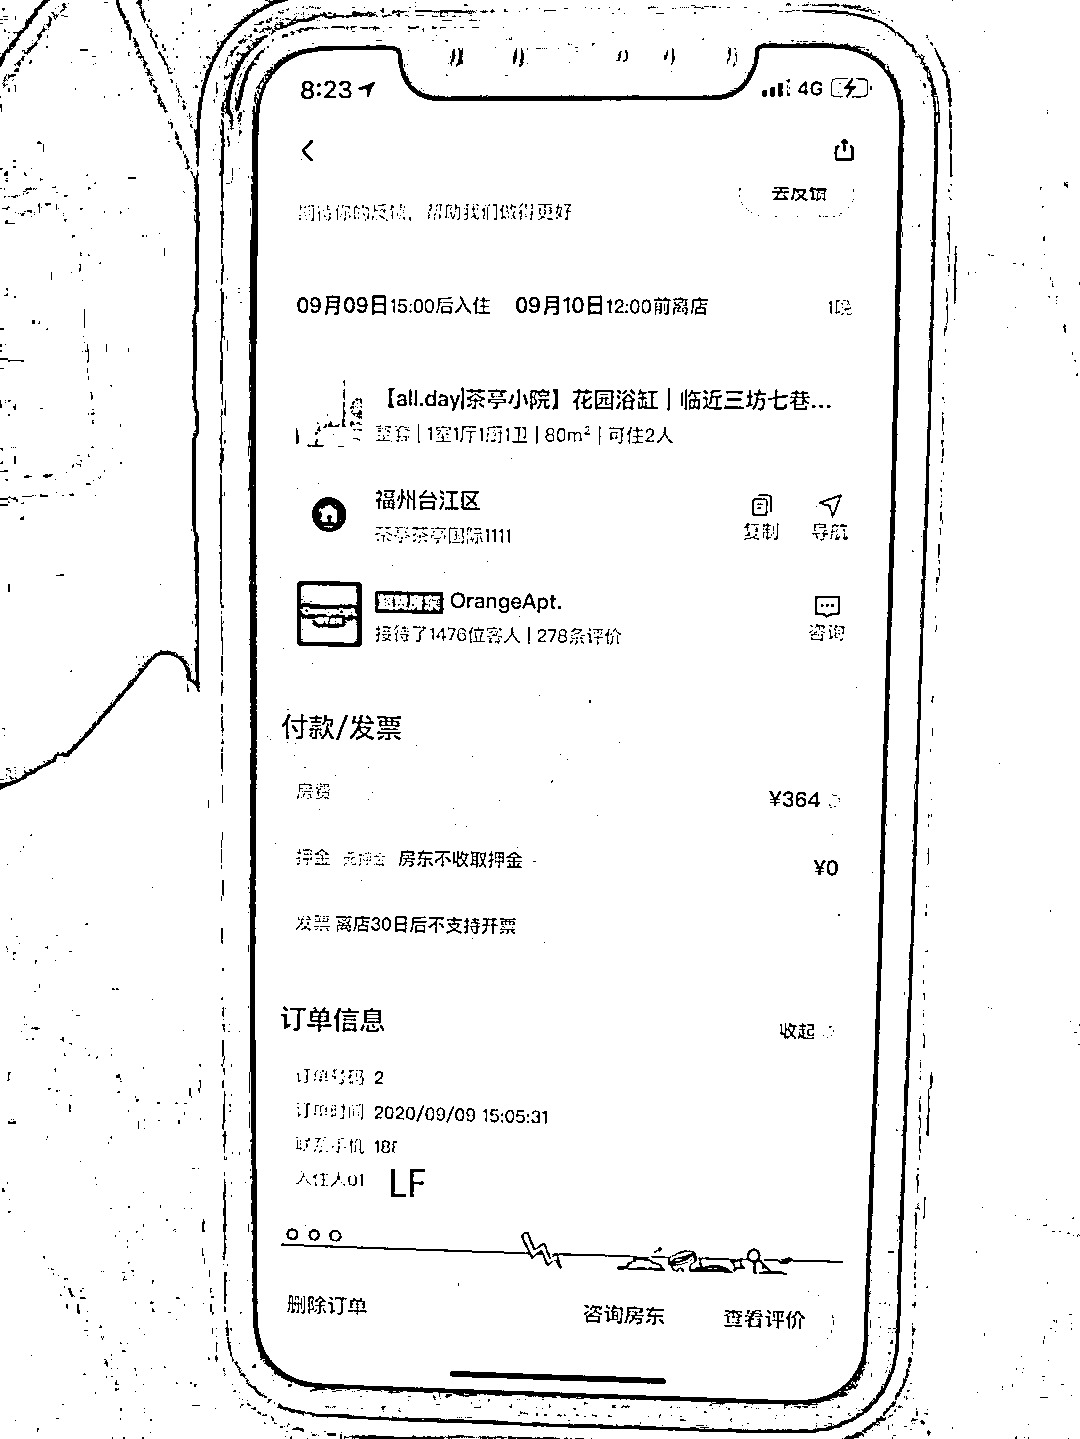 8:23 4G
去反馈
期待你的反馈，帮助我们做得更好
09月09日15:00后入住 09月10日12:00前离店 1晚
【all.day|茶亭小院】花园浴缸 | 临近三坊七巷...
整套 | 1室1厅1厨1卫 | 80m² | 可住2人
福州台江区
茶亭茶亭国际1111
复制 导航
超赞房东 OrangeApt.
接待了1476位客人 | 278条评价
咨询
付款/发票
房费 ¥364
押金 免押金 房东不收取押金 ¥0
发票 离店30日后不支持开票
订单信息 收起
订单号码 2
订单时间 2020/09/09 15:05:31
联系手机 188
入住人01 LF
删除订单 咨询房东 查看评价